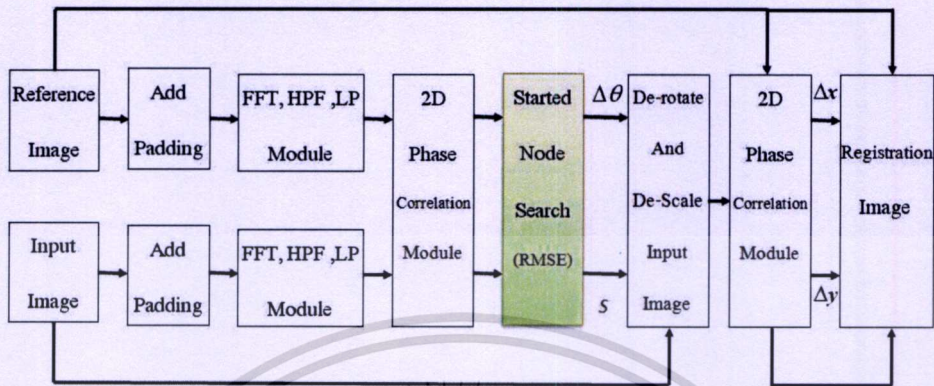 Reference
Image
Add
Padding
FFT, HPF ,LP
Module
Input
Image
Add
Padding
FFT, HPF ,LP
Module
2D
Phase
Correlation
Module
Started
Node
Search
(RMSE)
Δθ
s
De-rotate
And
De-Scale
Input
Image
2D
Phase
Correlation
Module
Δx
Δy
Registration
Image